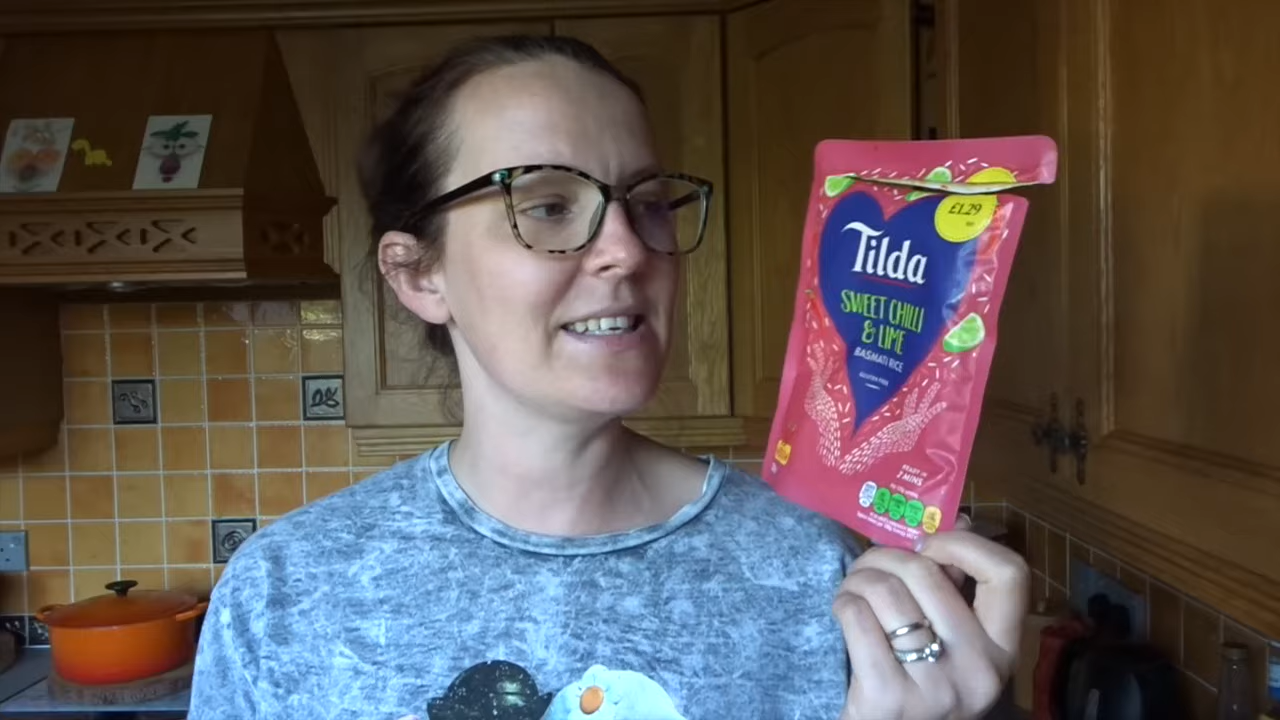 £1.29
Tilda
SWEET CHILLI
& LIME
BASMATI RICE
GLUTEN FREE
READY IN
2 MINS